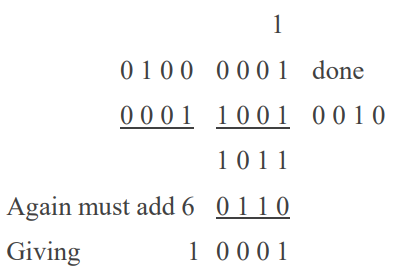 1
0 1 0 0 0 0 0 1 done
0 0 0 1 1 0 0 1 0 0 1 0
1 0 1 1
Again must add 6 0 1 1 0
Giving 1 0 0 0 1